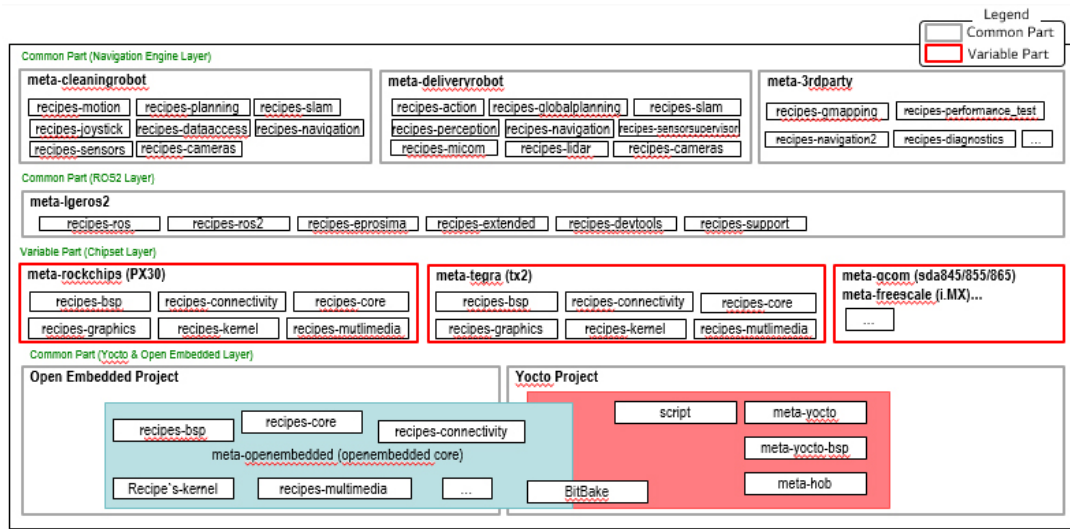 Legend
Common Part
Variable Part
Common Part (Navigation Engine Layer)
meta-cleaningrobot
recipes-motion recipes-planning recipes-slam
recipes-joystick recipes-dataaccess recipes-navigation
recipes-sensors recipes-cameras
meta-deliveryrobot
recipes-action recipes-globalplanning recipes-slam
recipes-perception recipes-navigation recipes-sensorsupervisor
recipes-micom recipes-lidar recipes-cameras
meta-3rdparty
recipes-gmapping recipes-performance_test
recipes-navigation2 recipes-diagnostics ...
Common Part (ROS2 Layer)
meta-lgeros2
recipes-ros recipes-ros2 recipes-eprosima recipes-extended recipes-devtools recipes-support
Variable Part (Chipset Layer)
meta-rockchips (PX30)
recipes-bsp recipes-connectivity recipes-core
recipes-graphics recipes-kernel recipes-mutlimedia
meta-tegra (tx2)
recipes-bsp recipes-connectivity recipes-core
recipes-graphics recipes-kernel recipes-mutlimedia
meta-qcom (sda845/855/865)
meta-freescale (i.MX)...
...
Common Part (Yocto & Open Embedded Layer)
Open Embedded Project
recipes-bsp recipes-core recipes-connectivity
meta-openembedded (openembedded core)
Recipe`s-kernel recipes-multimedia ...
Yocto Project
script meta-yocto
meta-yocto-bsp
meta-hob
BitBake